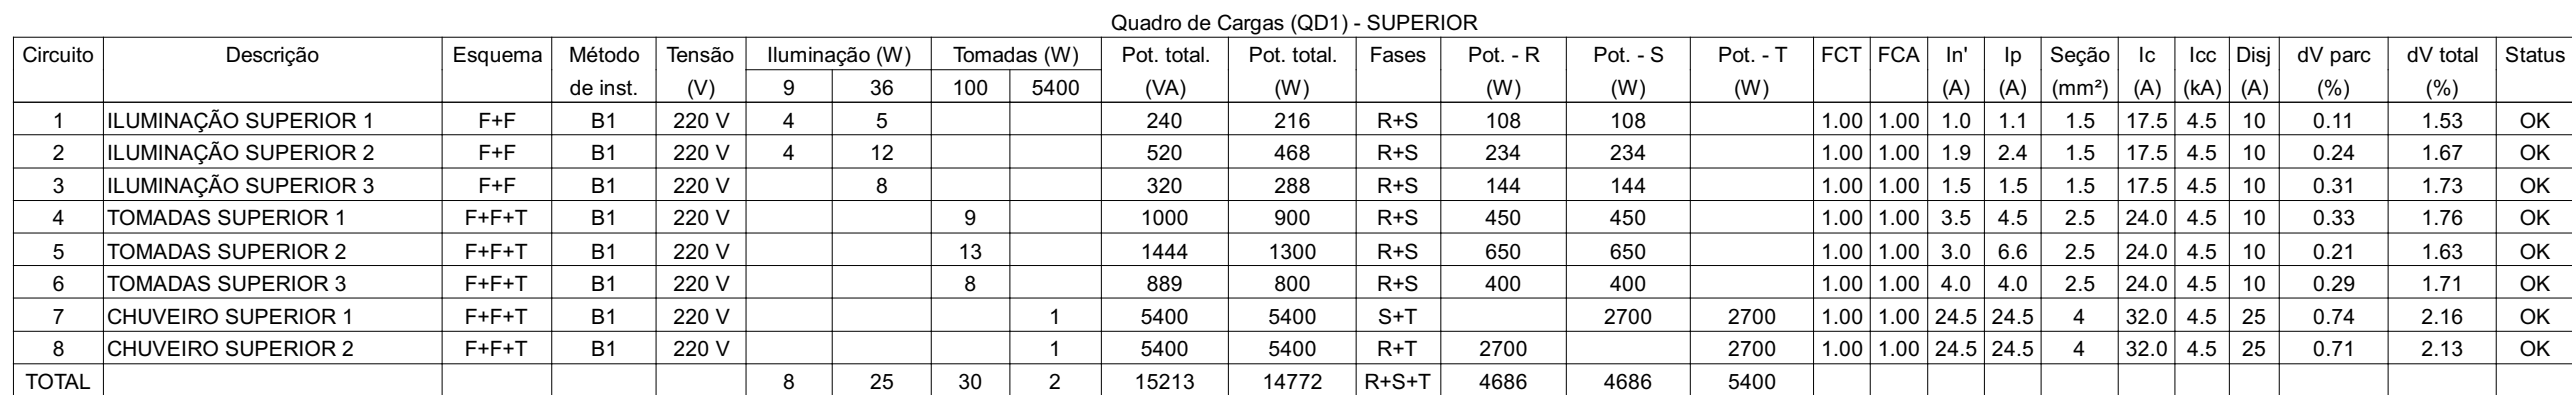 Quadro de Cargas (QD1) - SUPERIOR
Circuito Descrição Esquema Método Tensão Iluminação (W) Tomadas (W) Pot. total. Pot. total. Fases Pot. - R Pot. - S Pot. - T FCT FCA In' Ip Seção Ic Icc Disj dV parc dV total Status
de inst. (V) 9 36 100 5400 (VA) (W) (W) (W) (W) (A) (A) (mm²) (A) (kA) (A) (%) (%)
1 ILUMINAÇÃO SUPERIOR 1 F+F B1 220 V 4 5 240 216 R+S 108 108 1.00 1.00 1.0 1.1 1.5 17.5 4.5 10 0.11 1.53 OK
2 ILUMINAÇÃO SUPERIOR 2 F+F B1 220 V 4 12 520 468 R+S 234 234 1.00 1.00 1.9 2.4 1.5 17.5 4.5 10 0.24 1.67 OK
3 ILUMINAÇÃO SUPERIOR 3 F+F B1 220 V 8 320 288 R+S 144 144 1.00 1.00 1.5 1.5 1.5 17.5 4.5 10 0.31 1.73 OK
4 TOMADAS SUPERIOR 1 F+F+T B1 220 V 9 1000 900 R+S 450 450 1.00 1.00 3.5 4.5 2.5 24.0 4.5 10 0.33 1.76 OK
5 TOMADAS SUPERIOR 2 F+F+T B1 220 V 13 1444 1300 R+S 650 650 1.00 1.00 3.0 6.6 2.5 24.0 4.5 10 0.21 1.63 OK
6 TOMADAS SUPERIOR 3 F+F+T B1 220 V 8 889 800 R+S 400 400 1.00 1.00 4.0 4.0 2.5 24.0 4.5 10 0.29 1.71 OK
7 CHUVEIRO SUPERIOR 1 F+F+T B1 220 V 1 5400 5400 S+T 2700 2700 1.00 1.00 24.5 24.5 4 32.0 4.5 25 0.74 2.16 OK
8 CHUVEIRO SUPERIOR 2 F+F+T B1 220 V 1 5400 5400 R+T 2700 2700 1.00 1.00 24.5 24.5 4 32.0 4.5 25 0.71 2.13 OK
TOTAL 8 25 30 2 15213 14772 R+S+T 4686 4686 5400